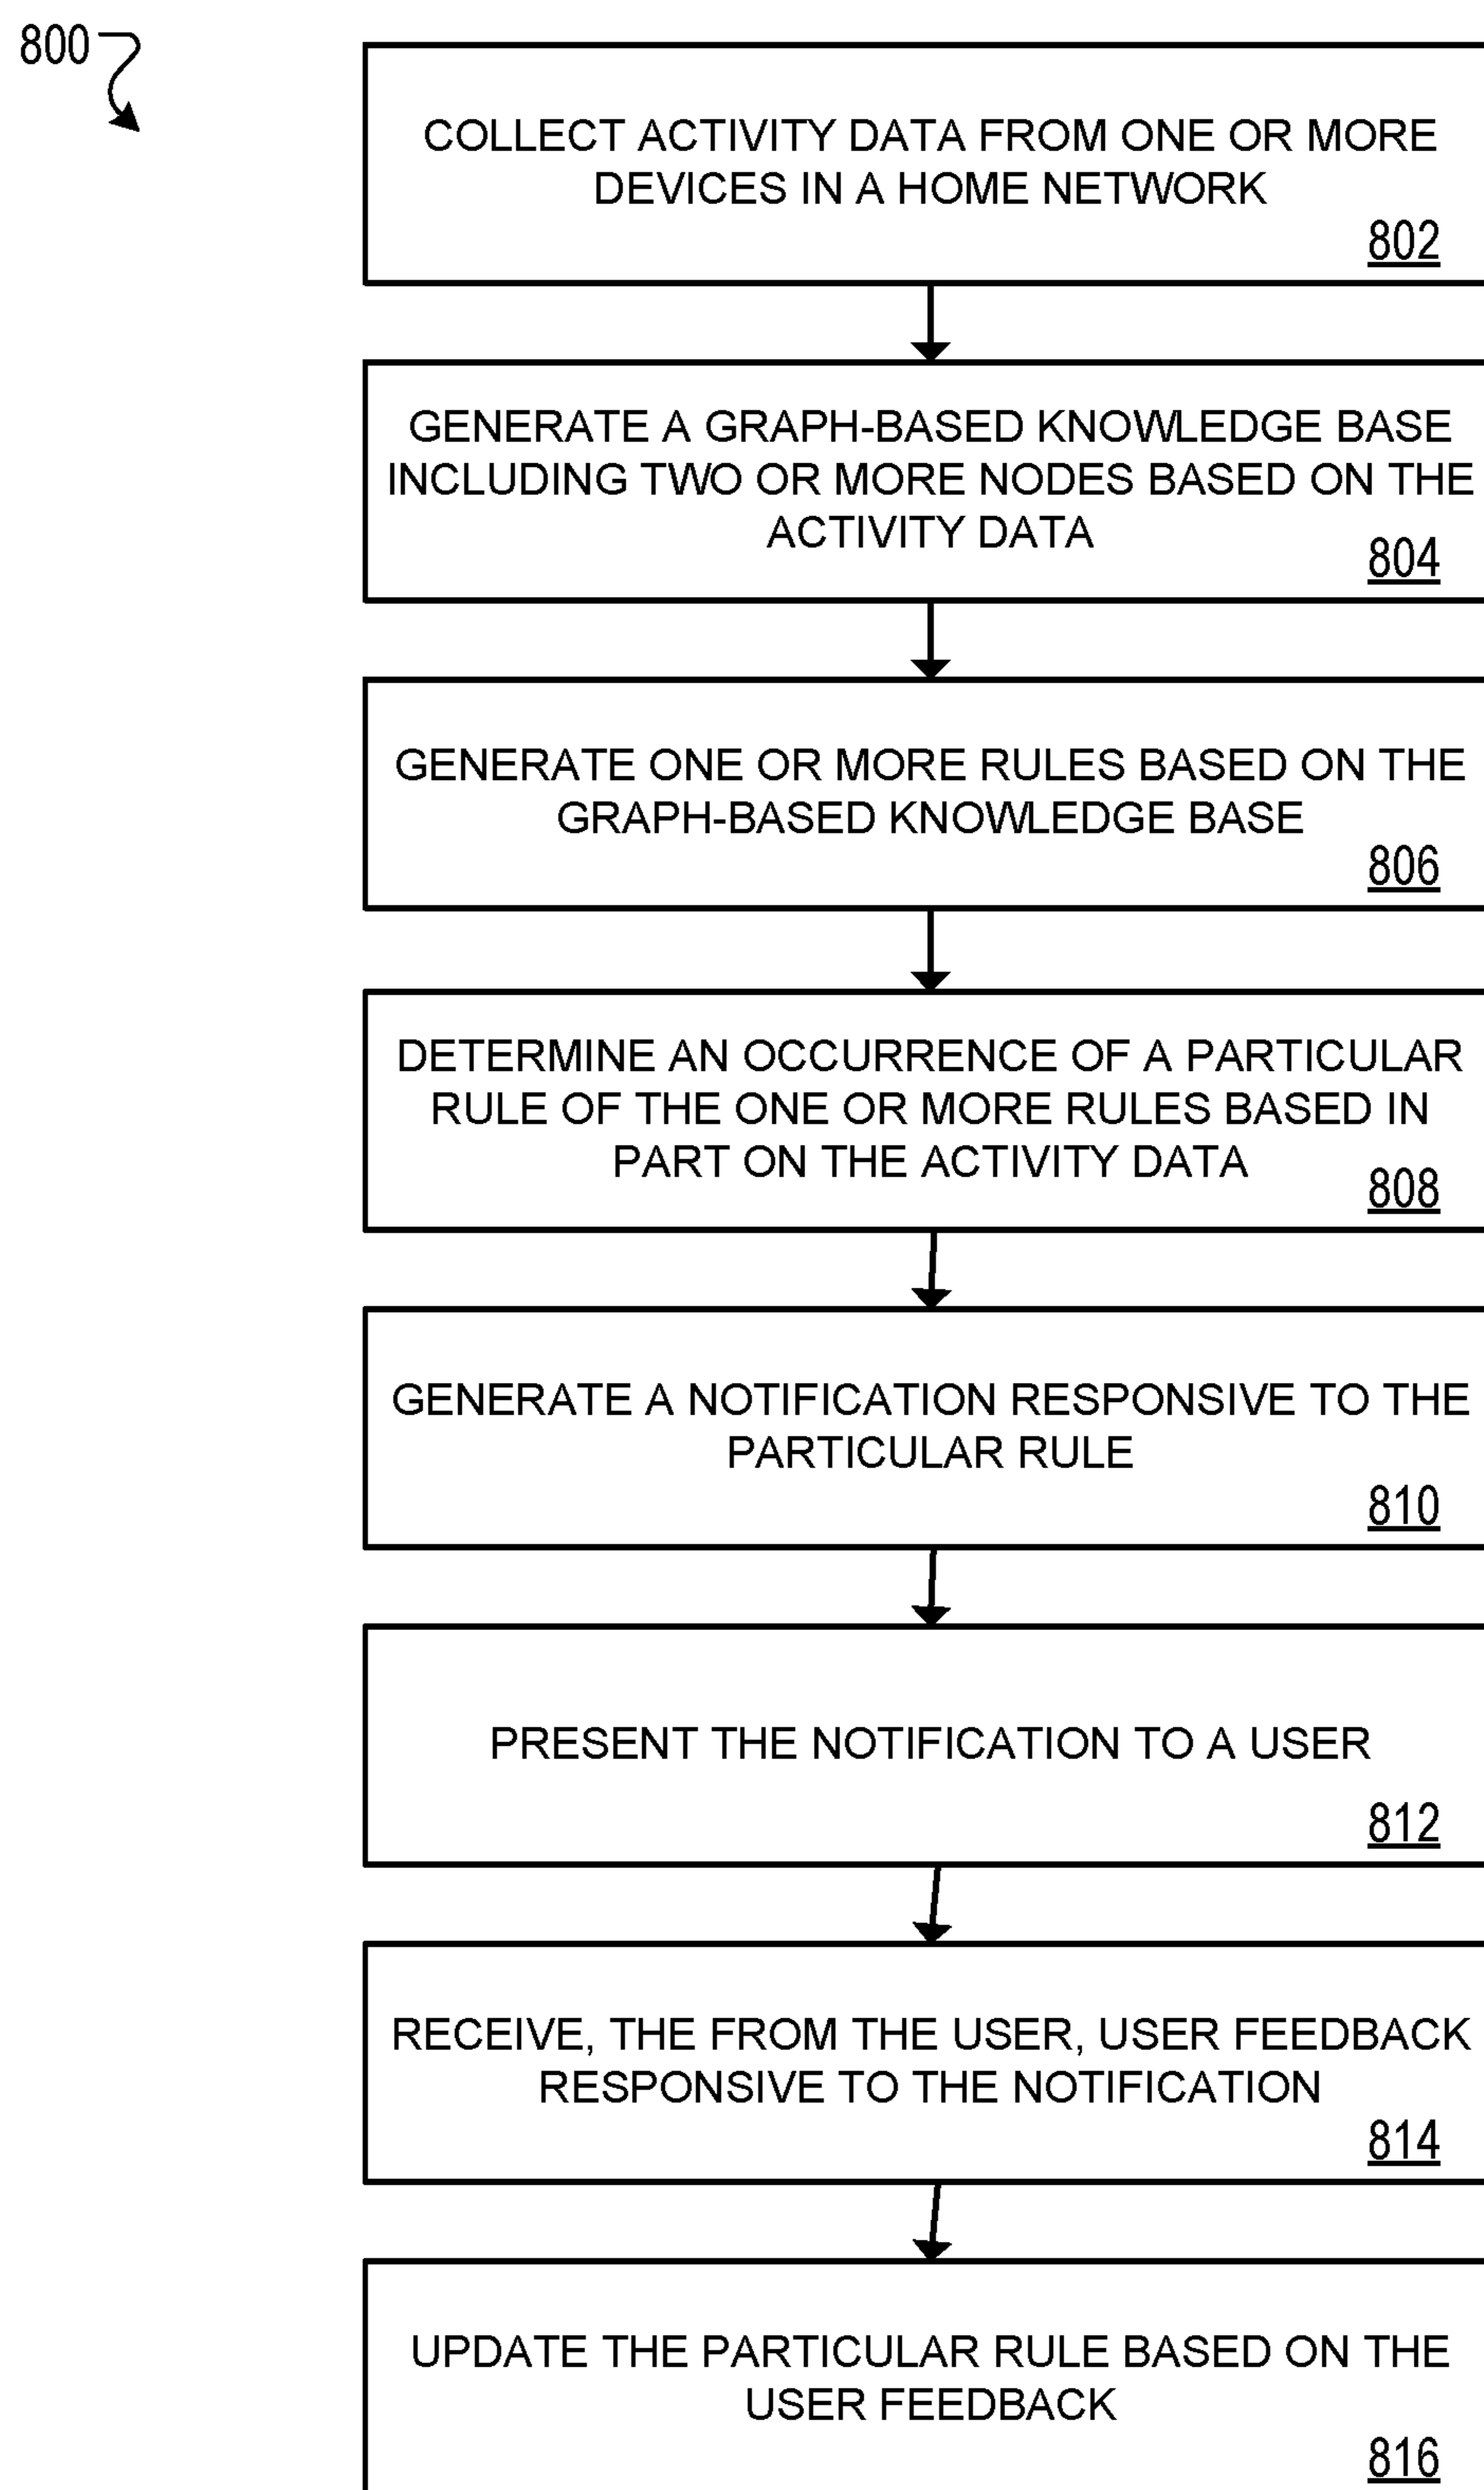 800
COLLECT ACTIVITY DATA FROM ONE OR MORE
DEVICES IN A HOME NETWORK
802
GENERATE A GRAPH-BASED KNOWLEDGE BASE
INCLUDING TWO OR MORE NODES BASED ON THE
ACTIVITY DATA
804
GENERATE ONE OR MORE RULES BASED ON THE
GRAPH-BASED KNOWLEDGE BASE
806
DETERMINE AN OCCURRENCE OF A PARTICULAR
RULE OF THE ONE OR MORE RULES BASED IN
PART ON THE ACTIVITY DATA
808
GENERATE A NOTIFICATION RESPONSIVE TO THE
PARTICULAR RULE
810
PRESENT THE NOTIFICATION TO A USER
812
RECEIVE, THE FROM THE USER, USER FEEDBACK
RESPONSIVE TO THE NOTIFICATION
814
UPDATE THE PARTICULAR RULE BASED ON THE
USER FEEDBACK
816